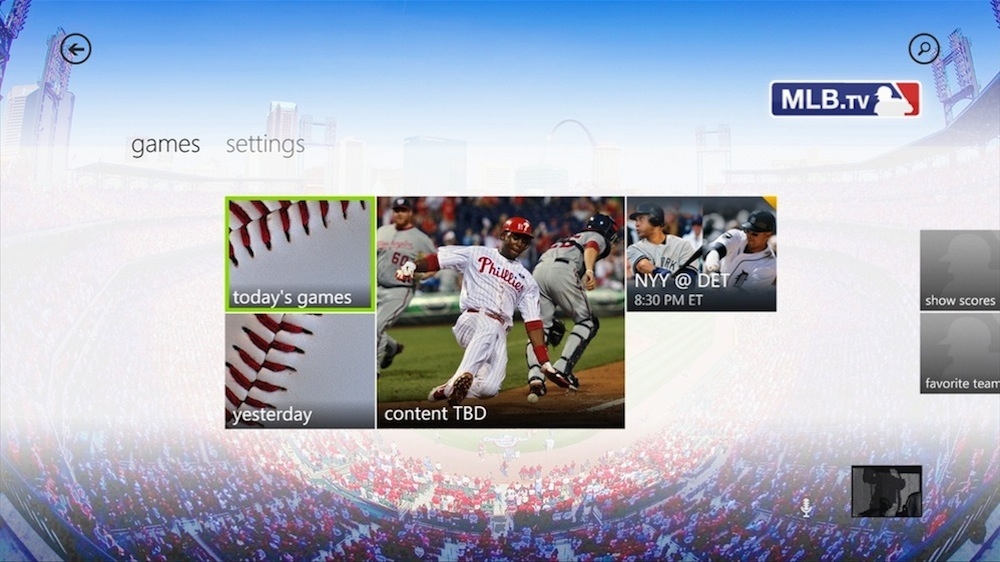 MLB.TV
games settings
today's games
yesterday
Phillies
content TBD
60
NYY @ DET
8:30 PM ET
show scores
favorite team